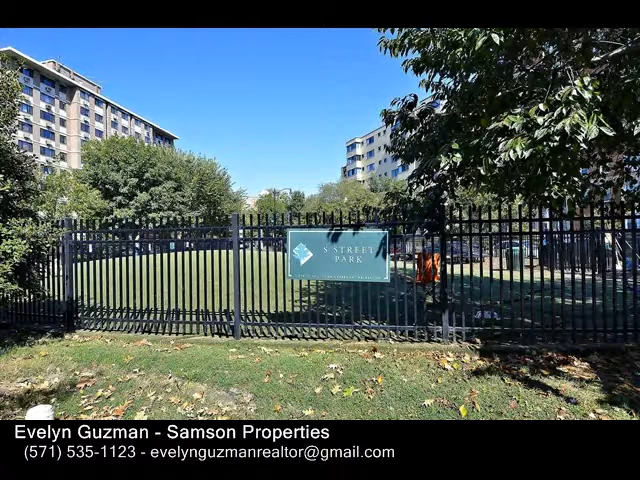 S STREET
PARK
Evelyn Guzman - Samson Properties
(571) 535-1123 - evelynguzmanrealtor@gmail.com